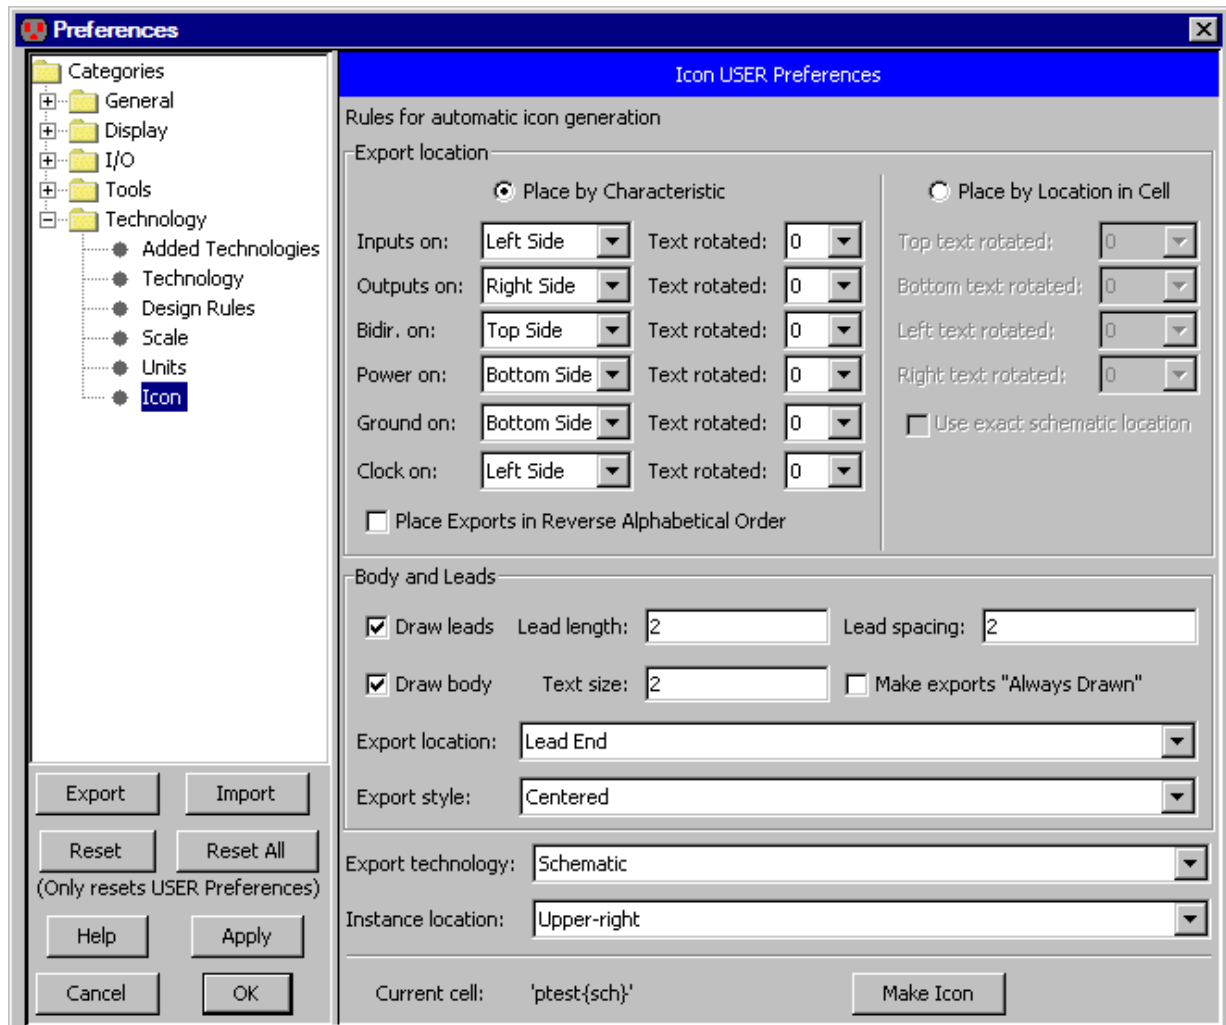 Preferences
Categories
General
Display
I/O
Tools
Technology
Added Technologies
Technology
Design Rules
Scale
Units
Icon
Export Import
Reset Reset All
(Only resets USER Preferences)
Help Apply
Cancel OK
Icon USER Preferences
Rules for automatic icon generation
Export location
Place by Characteristic
Inputs on: Left Side Text rotated: 0
Outputs on: Right Side Text rotated: 0
Bidir. on: Top Side Text rotated: 0
Power on: Bottom Side Text rotated: 0
Ground on: Bottom Side Text rotated: 0
Clock on: Left Side Text rotated: 0
Place Exports in Reverse Alphabetical Order
Place by Location in Cell
Top text rotated: 0
Bottom text rotated: 0
Left text rotated: 0
Right text rotated: 0
Use exact schematic location
Body and Leads
Draw leads Lead length: 2 Lead spacing: 2
Draw body Text size: 2 Make exports "Always Drawn"
Export location: Lead End
Export style: Centered
Export technology: Schematic
Instance location: Upper-right
Current cell: 'ptest{sch}' Make Icon